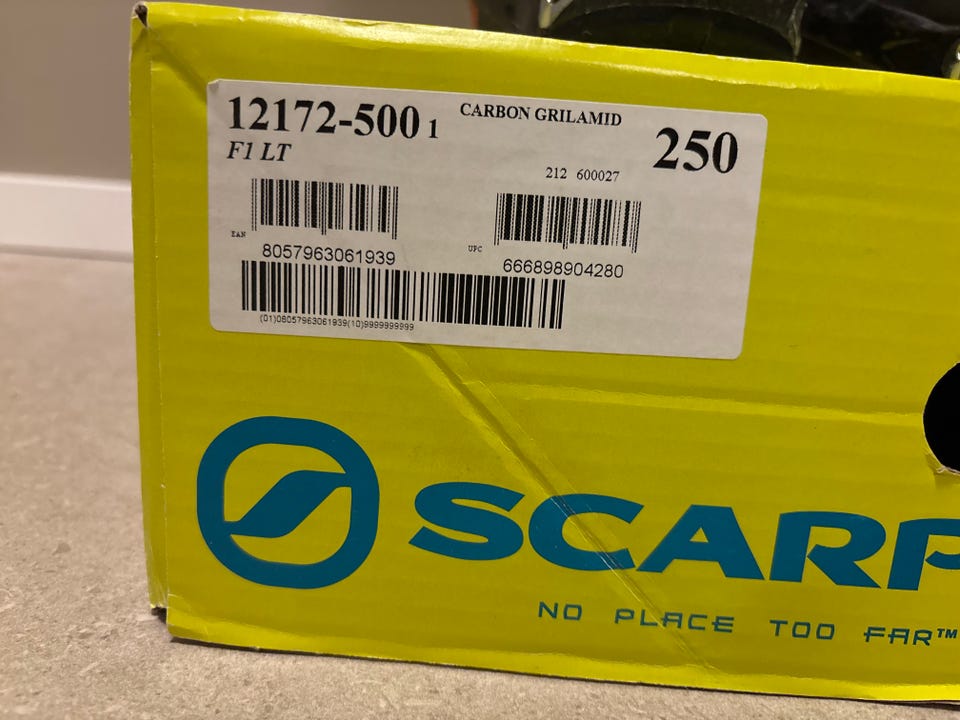 12172-500 1 CARBON GRILAMID 250
F1 LT
212 600027
EAN 8057963061939
UPC 666898904280
(01)08057963061939(10)9999999999
SCARP
NO PLACE TOO FAR™